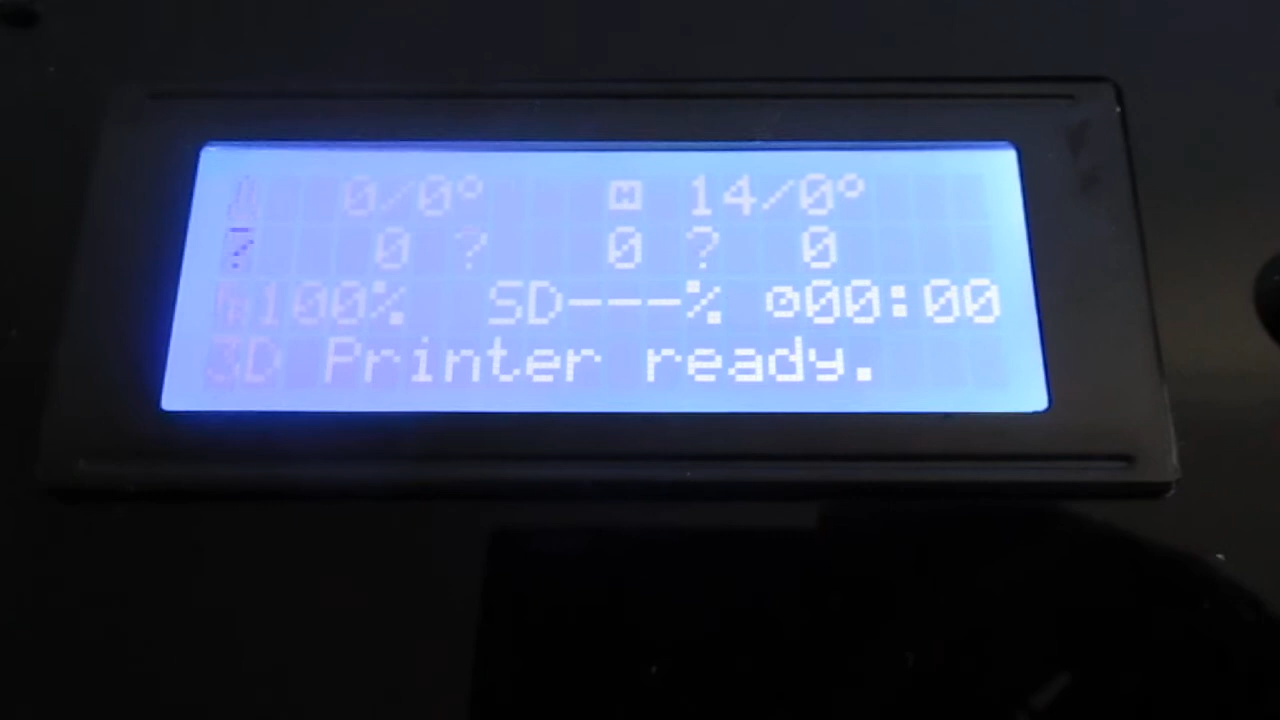 0/0° 14/0°
0 ? 0 ? 0
100% SD---% 00:00
3D Printer ready.